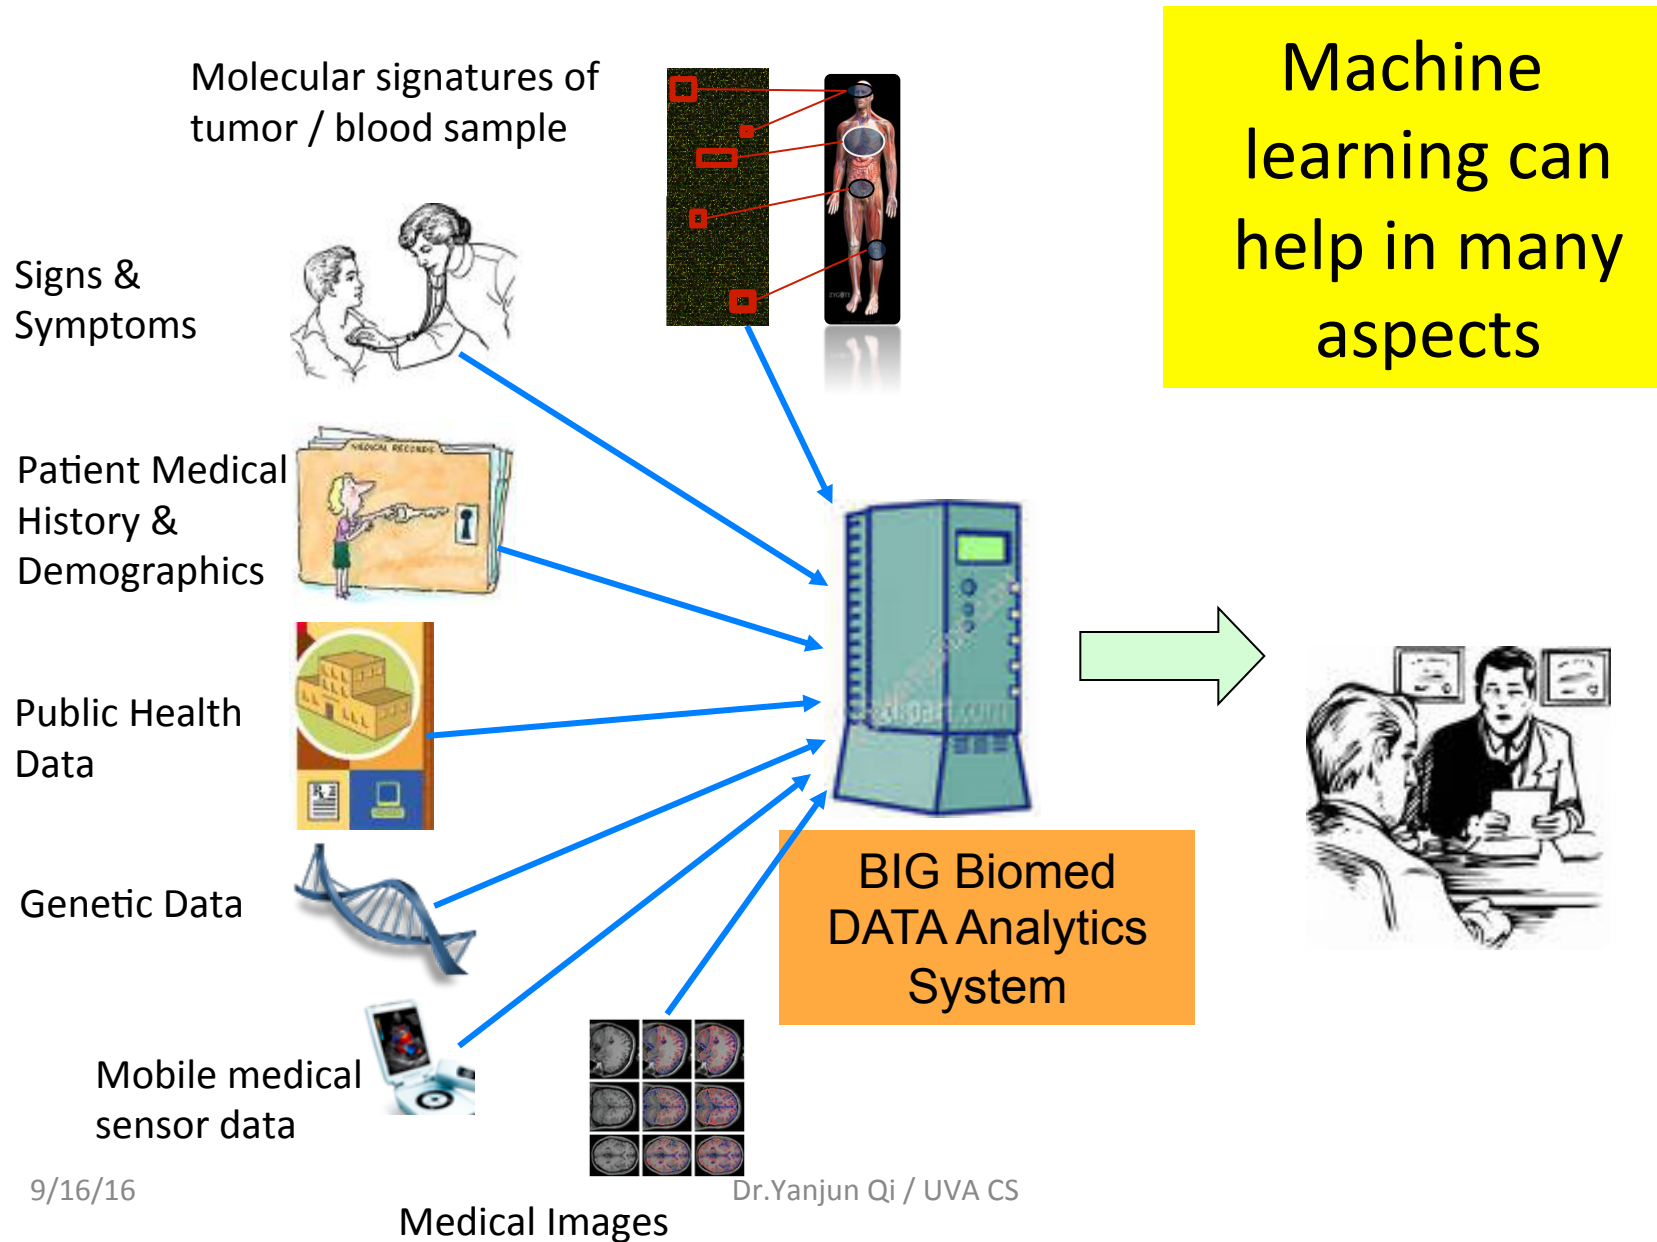 Machine
learning can
help in many
aspects
Molecular signatures of
tumor / blood sample
Signs &
Symptoms
Patient Medical
History &
Demographics
MEDICAL RECORDS
Public Health
Data
Genetic Data
Mobile medical
sensor data
Medical Images
BIG Biomed
DATA Analytics
System
9/16/16
Dr.Yanjun Qi / UVA CS